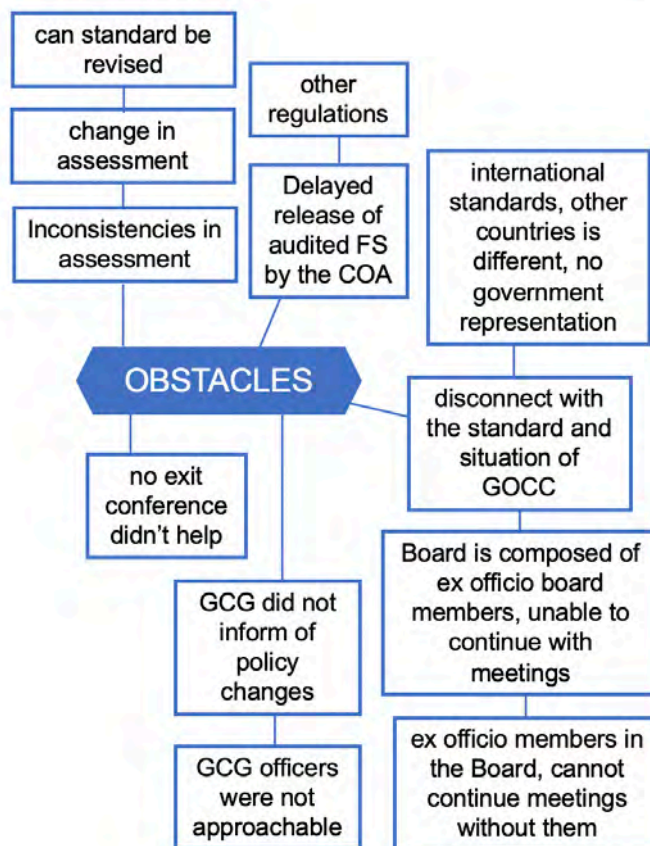 can standard be
revised
change in
assessment
Inconsistencies in
assessment
other
regulations
Delayed
release of
audited FS
by the COA
international
standards, other
countries is
different, no
government
representation
OBSTACLES
disconnect with
the standard and
situation of
GOCC
no exit
conference
didn't help
Board is composed of
ex officio board
members, unable to
continue with
meetings
GCG did not
inform of
policy
changes
GCG officers
were not
approachable
ex officio members in
the Board, cannot
continue meetings
without them